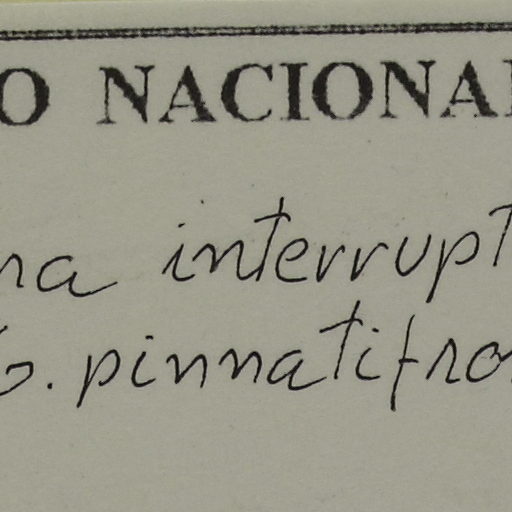 O NACIONA
na interrupt
G. pinnatifro